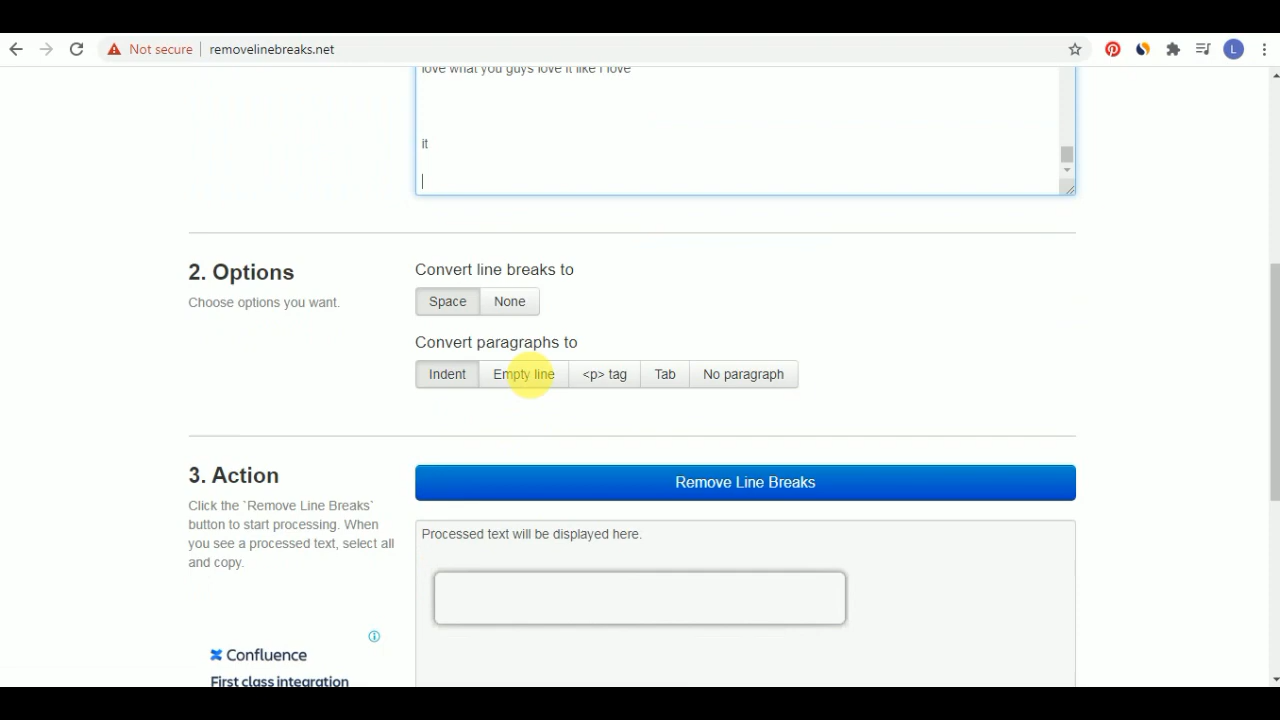 Not secure removelinebreaks.net L
love what you guys love it like I love
it
2. Options
Choose options you want.
Convert line breaks to
Space None
Convert paragraphs to
Indent Empty line <p> tag Tab No paragraph
3. Action
Click the `Remove Line Breaks`
button to start processing. When
you see a processed text, select all
and copy.
Remove Line Breaks
Processed text will be displayed here.
Confluence
First class integration